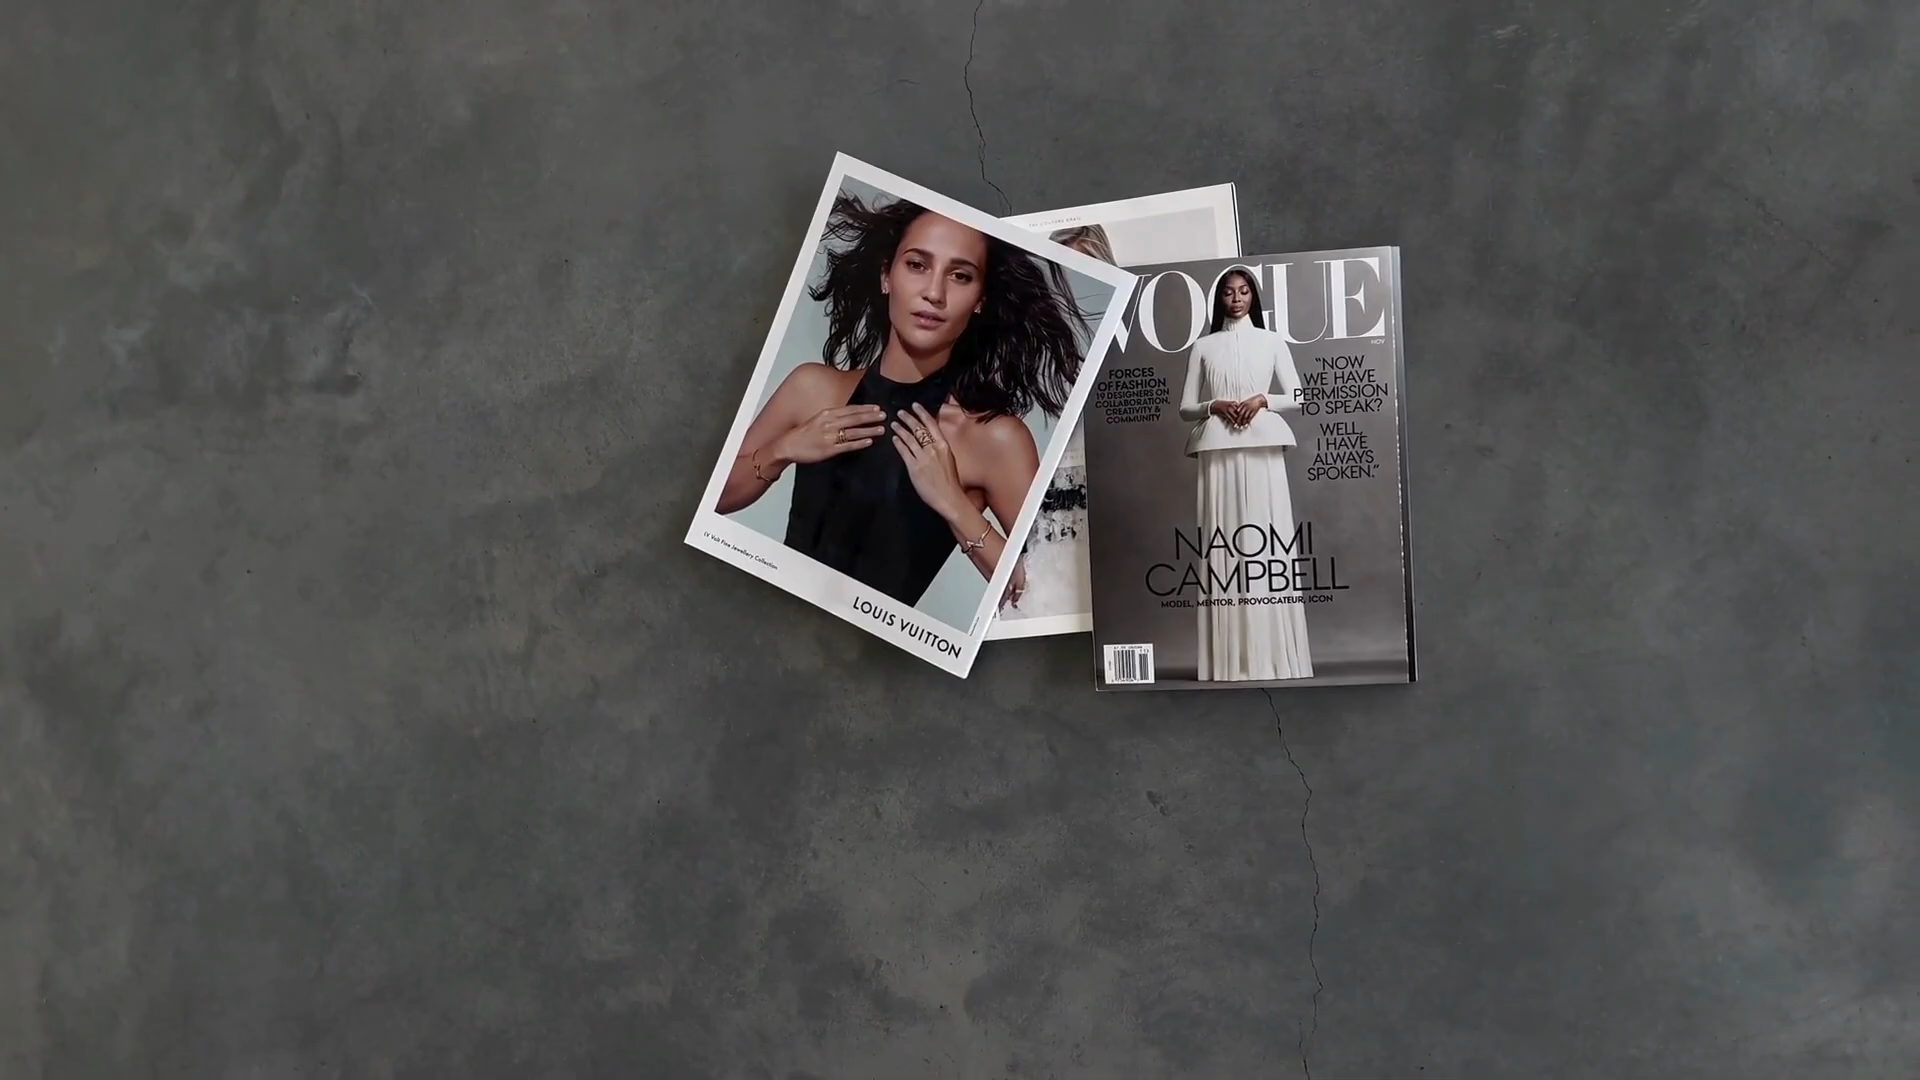 LV Volt Fine Jewellery Collection
LOUIS VUITTON
VOGUE
NOV
FORCES
OF FASHION
19 DESIGNERS ON
COLLABORATION,
CREATIVITY &
COMMUNITY
“NOW
WE HAVE
PERMISSION
TO SPEAK?
WELL,
I HAVE
ALWAYS
SPOKEN.”
NAOMI
CAMPBELL
MODEL, MENTOR, PROVOCATEUR, ICON